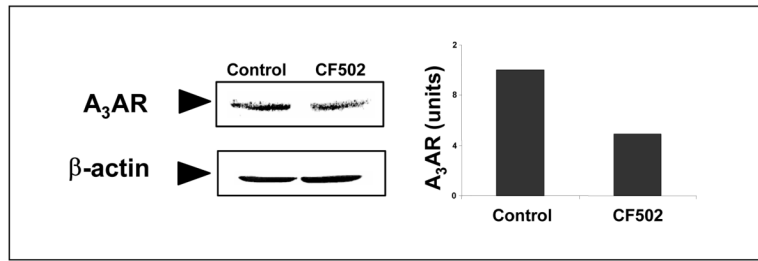 Control CF502
A₃AR
β-actin
A₃AR (units)
2
8
4
0
Control CF502